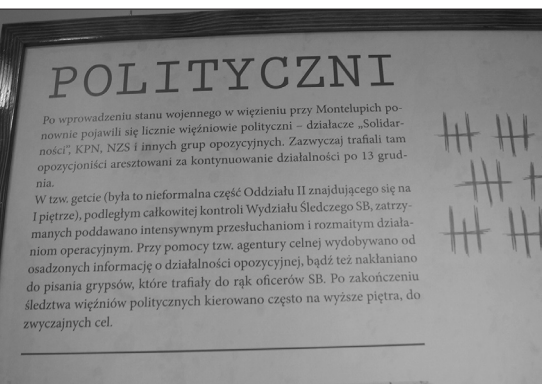 POLITYCZNI
Po wprowadzeniu stanu wojennego w więzieniu przy Montelupich po-
nownie pojawili się licznie więźniowie polityczni – działacze „Solidar-
ności”, KPN, NZS i innych grup opozycyjnych. Zazwyczaj trafiali tam
opozycjoniści aresztowani za kontynuowanie działalności po 13 grud-
nia.
W tzw. getcie (była to nieformalna część Oddziału II znajdującego się na
I piętrze), podległym całkowitej kontroli Wydziału Śledczego SB, zatrzy-
manych poddawano intensywnym przesłuchaniom i rozmaitym działa-
niom operacyjnym. Przy pomocy tzw. agentury celnej wydobywano od
osadzonych informację o działalności opozycyjnej, bądź też nakłaniano
do pisania grypsów, które trafiały do rąk oficerów SB. Po zakończeniu
śledztwa więźniów politycznych kierowano często na wyższe piętra, do
zwyczajnych cel.